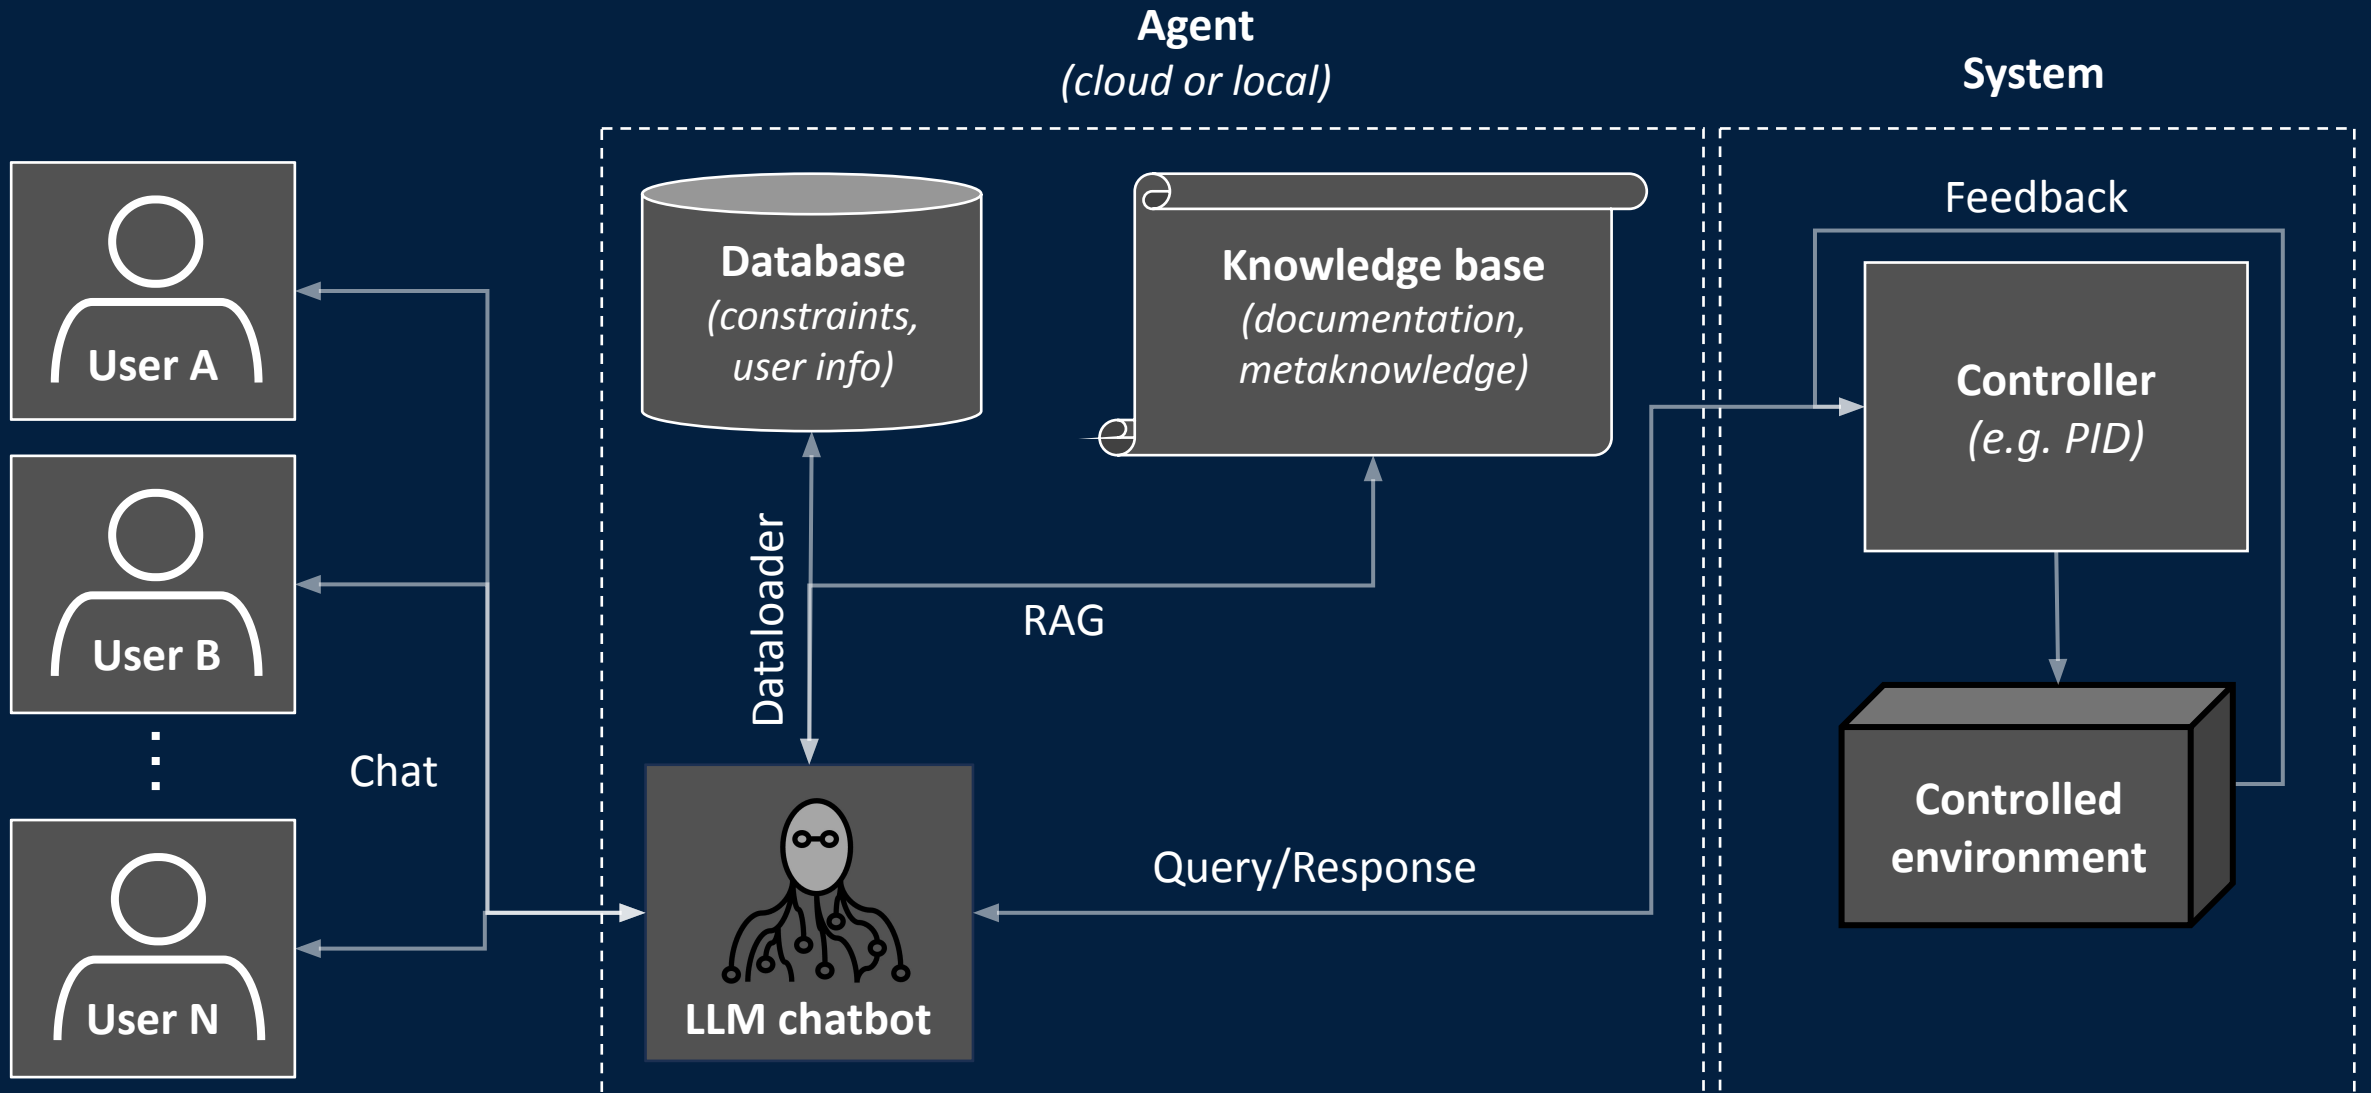 Agent
(cloud or local)
System
User A
User B
User N
Chat
Database
(constraints,
user info)
Knowledge base
(documentation,
metaknowledge)
Dataloader
RAG
LLM chatbot
Query/Response
Feedback
Controller
(e.g. PID)
Controlled
environment